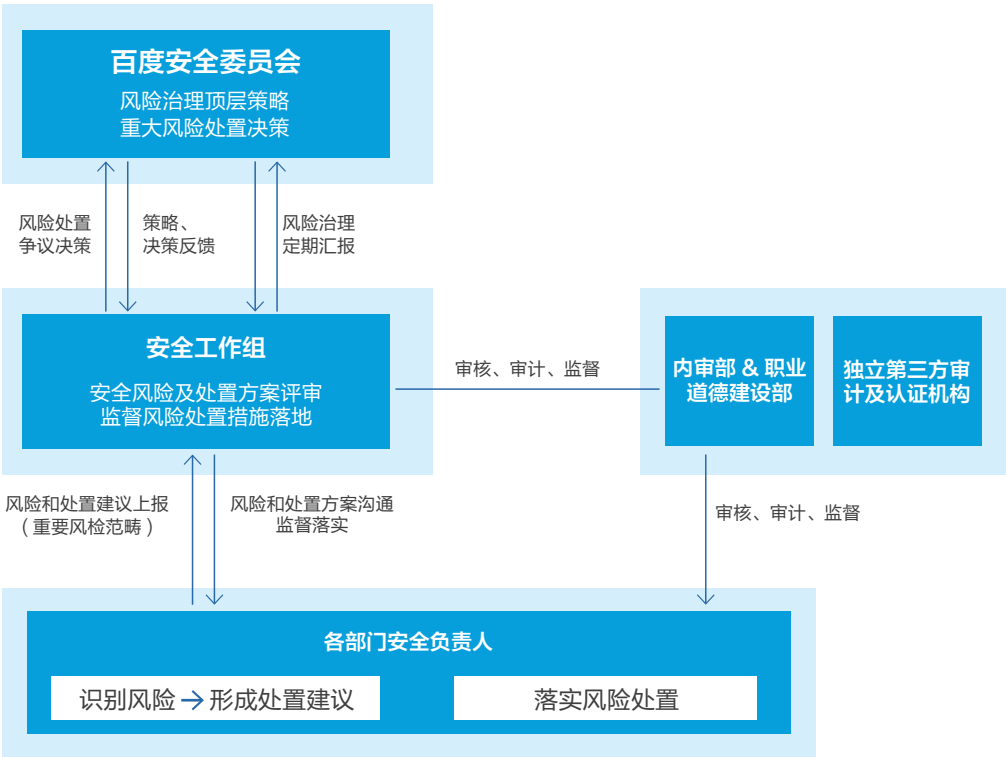 百度安全委员会
风险治理顶层策略
重大风险处置决策
风险处置
争议决策
策略、
决策反馈
风险治理
定期汇报
安全工作组
安全风险及处置方案评审
监督风险处置措施落地
审核、审计、监督
内审部 & 职业
道德建设部
独立第三方审
计及认证机构
风险和处置建议上报
（重要风检范畴）
风险和处置方案沟通
监督落实
审核、审计、监督
各部门安全负责人
识别风险 → 形成处置建议
落实风险处置